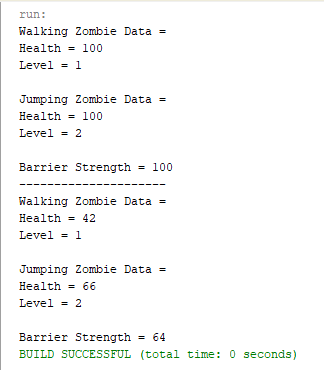 run:
Walking Zombie Data =
Health = 100
Level = 1
Jumping Zombie Data =
Health = 100
Level = 2
Barrier Strength = 100
---------------------
Walking Zombie Data =
Health = 42
Level = 1
Jumping Zombie Data =
Health = 66
Level = 2
Barrier Strength = 64
BUILD SUCCESSFUL (total time: 0 seconds)